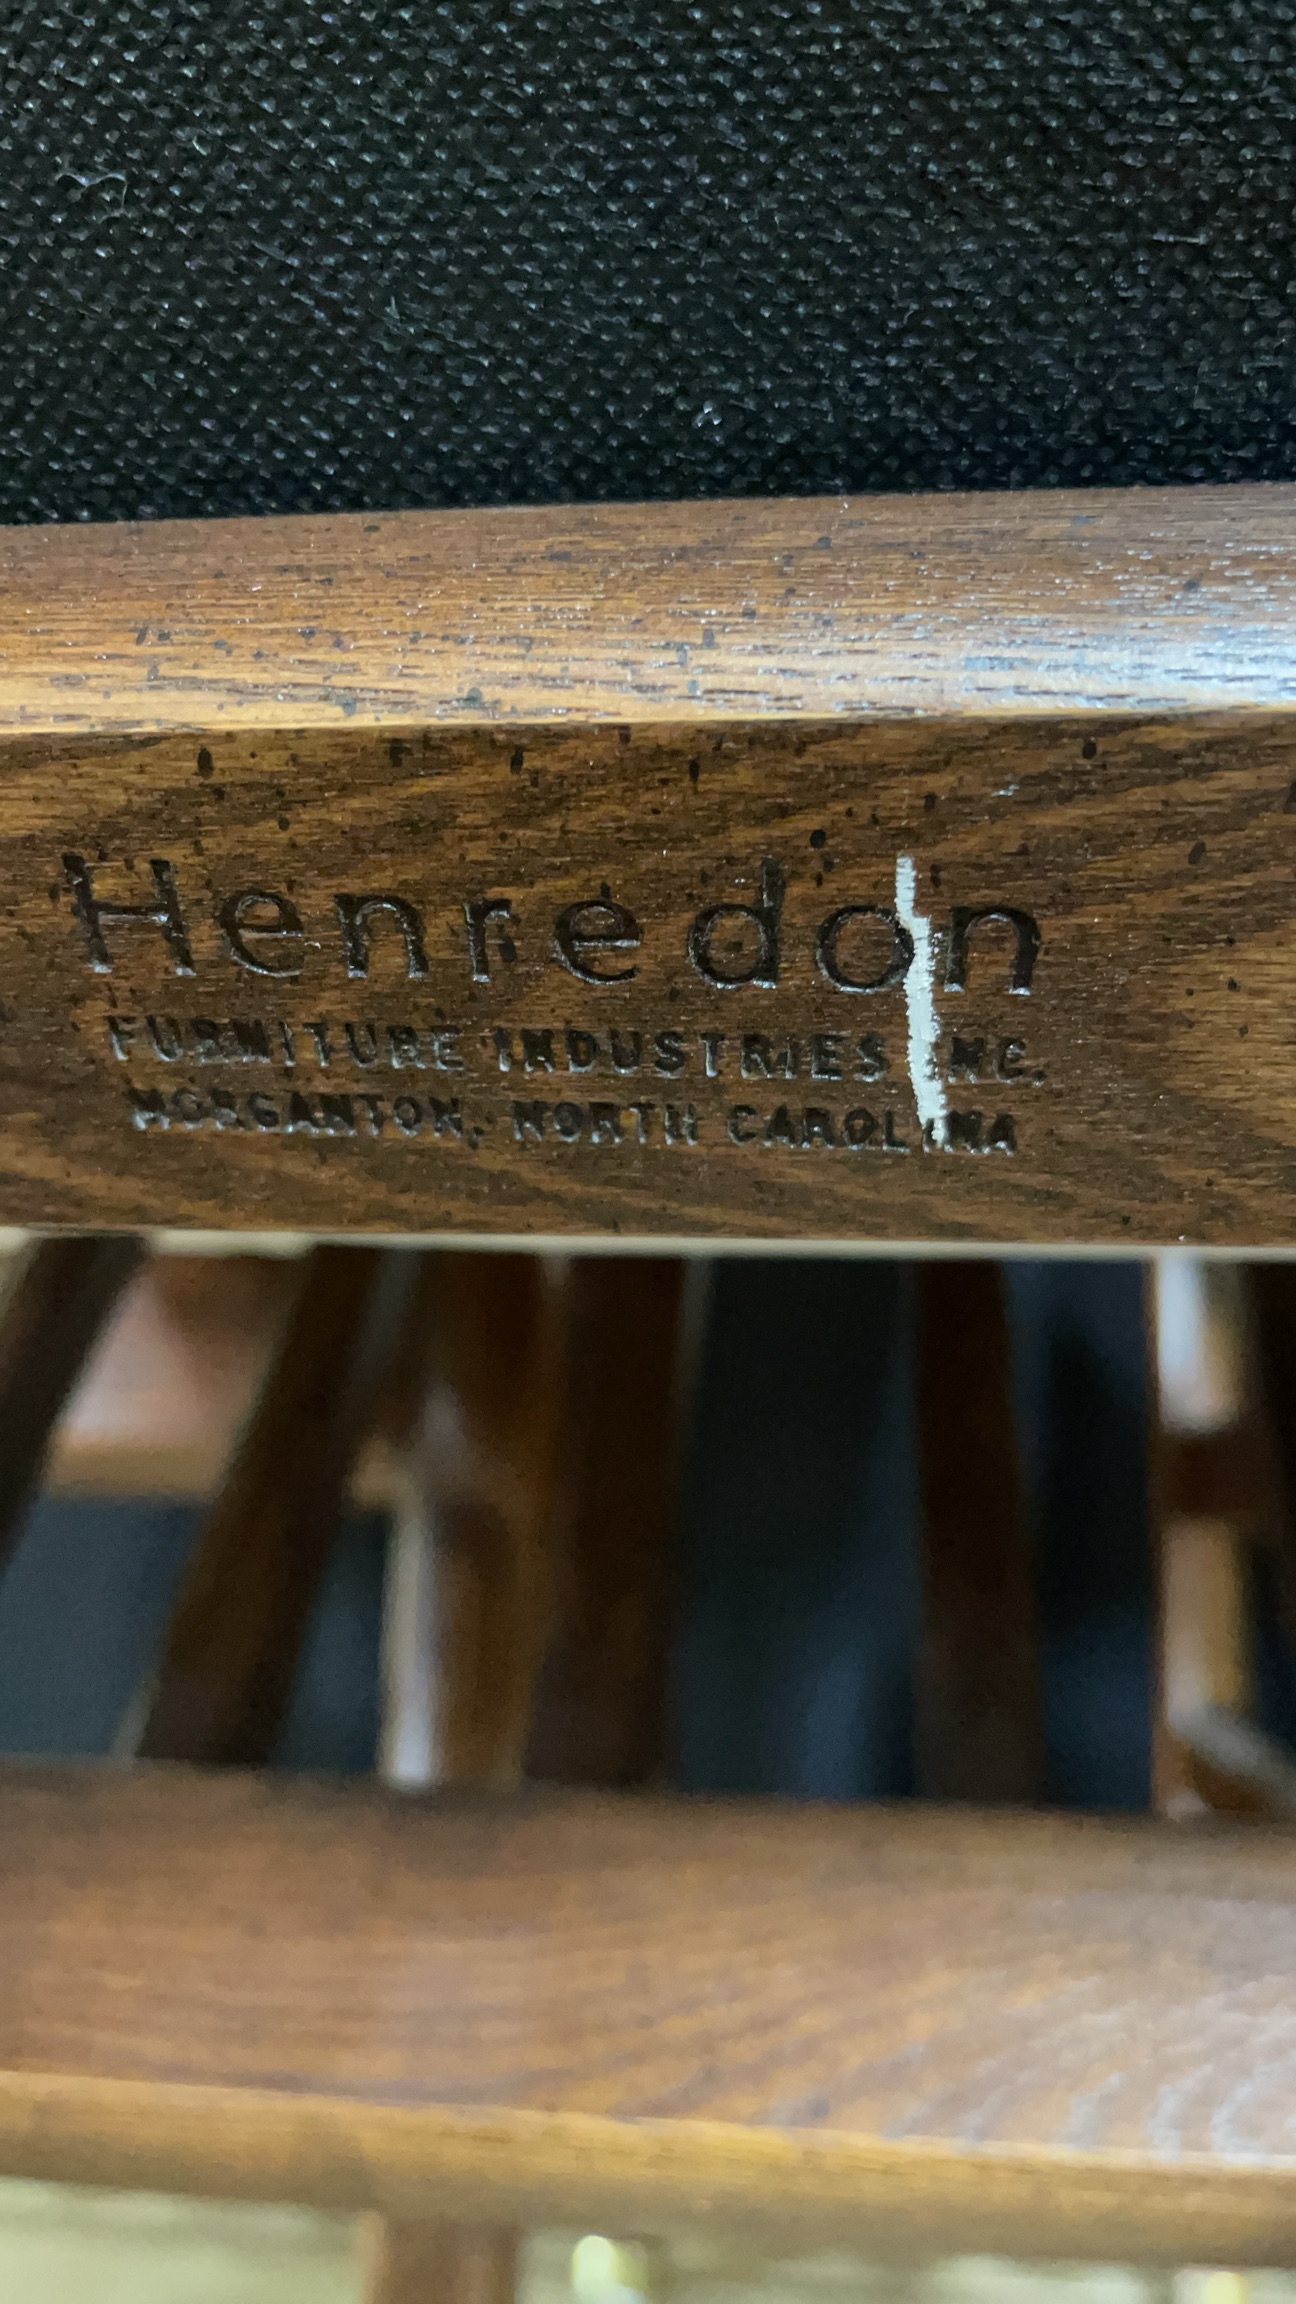 Henredon
FURNITURE INDUSTRIES INC.
MORGANTON, NORTH CAROLINA